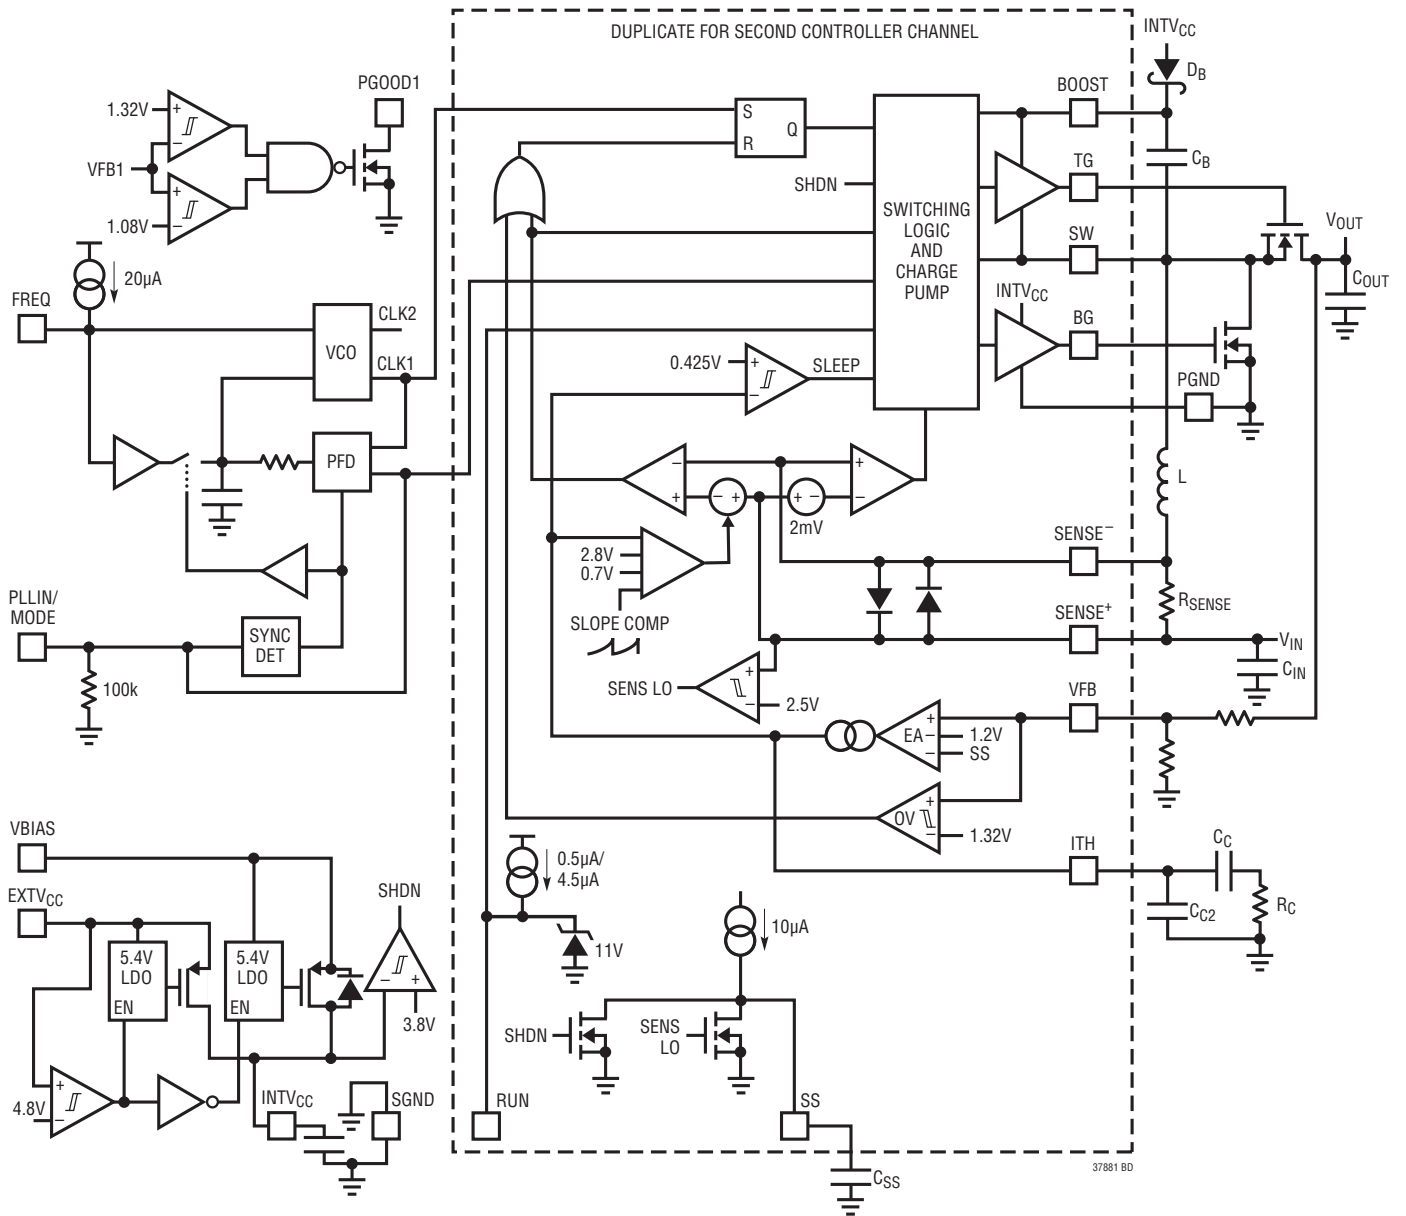 DUPLICATE FOR SECOND CONTROLLER CHANNEL
INTVCC
DB
PGOOD1
BOOST
1.32V
+
−
S
R
Q
VFB1
CB
TG
SHDN
+
−
1.08V
SWITCHING
LOGIC
AND
CHARGE
PUMP
SW
VOUT
20µA
COUT
FREQ
INTVCC
CLK2
BG
VCO
CLK1
0.425V
+
−
SLEEP
PGND
PFD
−
+
− +
+ −
2mV
+
−
L
SENSE−
2.8V
0.7V
SLOPE COMP
PLLIN/
MODE
RSENSE
SENSE+
SYNC
DET
VIN
CIN
100k
SENS LO
+
−
2.5V
VFB
EA
+
−
−
1.2V
SS
OV
+
−
1.32V
VBIAS
ITH
CC
0.5µA/
4.5µA
EXTVCC
SHDN
CC2
RC
10µA
11V
5.4V
LDO
EN
5.4V
LDO
EN
−
+
3.8V
SHDN
SENS
LO
+
−
4.8V
INTVCC
SGND
RUN
SS
CSS
37881 BD